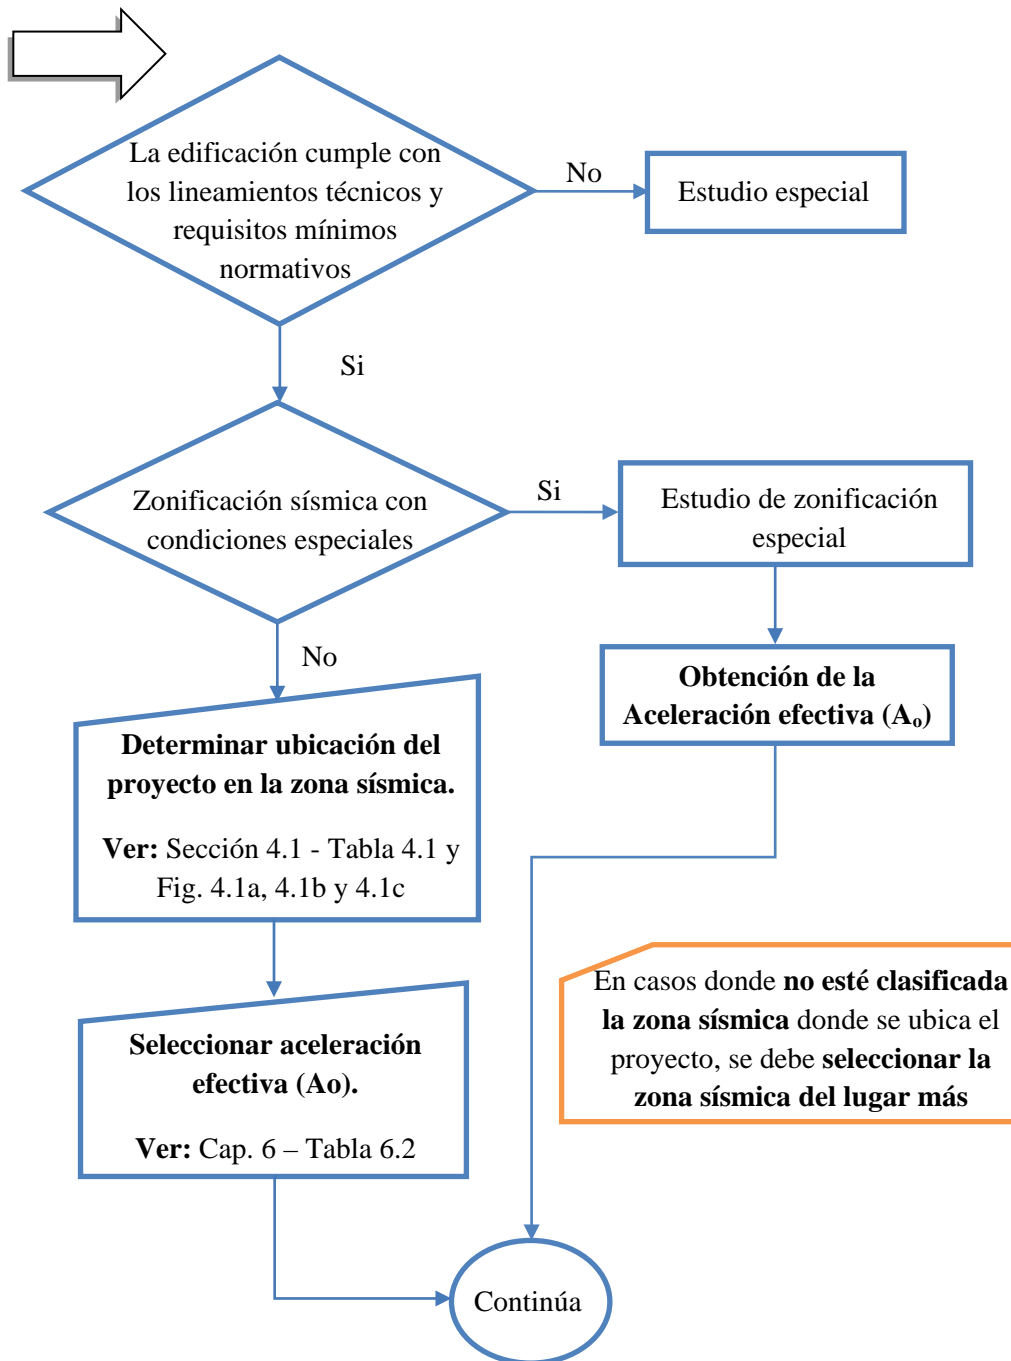 La edificación cumple con
los lineamientos técnicos y
requisitos mínimos
normativos
No
Estudio especial
Si
Zonificación sísmica con
condiciones especiales
Si
Estudio de zonificación
especial
No
Obtención de la
Aceleración efectiva (Aₒ)
Determinar ubicación del
proyecto en la zona sísmica.
Ver: Sección 4.1 - Tabla 4.1 y
Fig. 4.1a, 4.1b y 4.1c
En casos donde no esté clasificada
la zona sísmica donde se ubica el
proyecto, se debe seleccionar la
zona sísmica del lugar más
Seleccionar aceleración
efectiva (Ao).
Ver: Cap. 6 – Tabla 6.2
Continúa